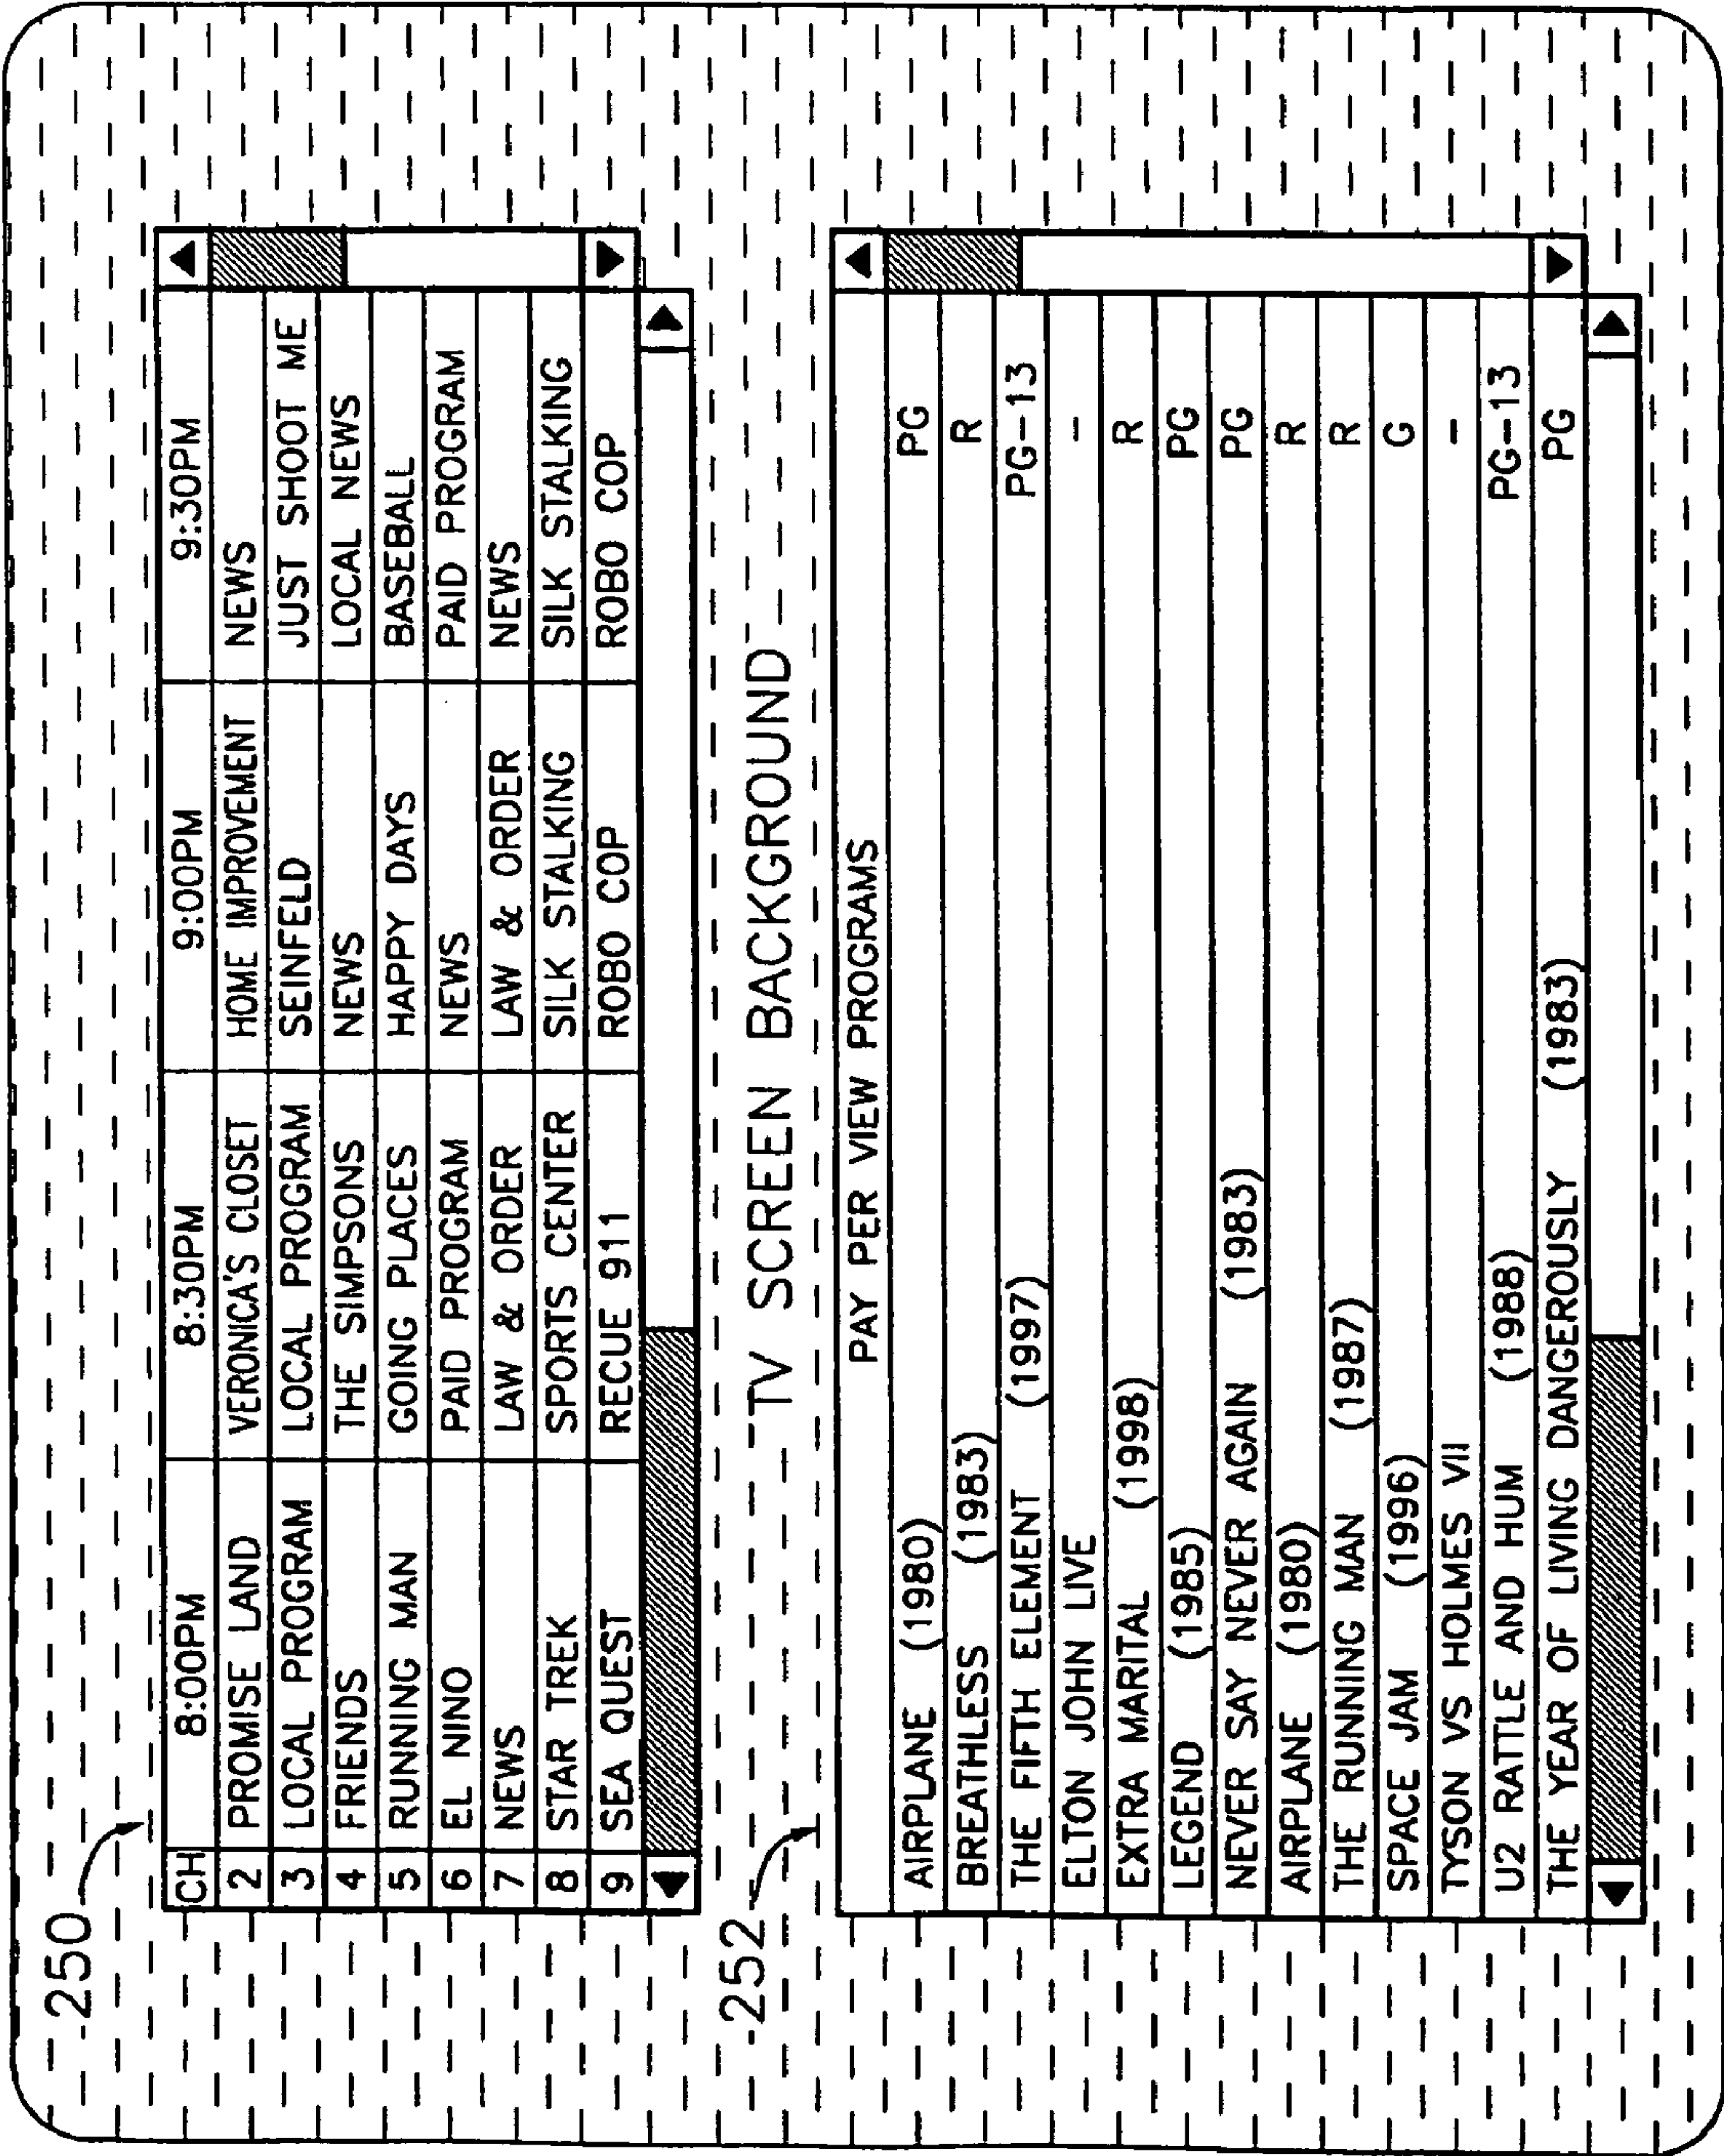 250
CH 8:00PM 8:30PM 9:00PM 9:30PM
2 PROMISE LAND VERONICA'S CLOSET HOME IMPROVEMENT NEWS
3 LOCAL PROGRAM LOCAL PROGRAM SEINFELD JUST SHOOT ME
4 FRIENDS THE SIMPSONS NEWS LOCAL NEWS
5 RUNNING MAN GOING PLACES HAPPY DAYS BASEBALL
6 EL NINO PAID PROGRAM NEWS PAID PROGRAM
7 NEWS LAW & ORDER LAW & ORDER NEWS
8 STAR TREK SPORTS CENTER SILK STALKING SILK STALKING
9 SEA QUEST RECUE 911 ROBO COP ROBO COP
252
TV SCREEN BACKGROUND
PAY PER VIEW PROGRAMS
AIRPLANE (1980) PG
BREATHLESS (1983) R
THE FIFTH ELEMENT (1997) PG-13
ELTON JOHN LIVE -
EXTRA MARITAL (1998) R
LEGEND (1985) PG
NEVER SAY NEVER AGAIN (1983) PG
AIRPLANE (1980) R
THE RUNNING MAN (1987) R
SPACE JAM (1996) G
TYSON VS HOLMES VII -
U2 RATTLE AND HUM (1988) PG-13
THE YEAR OF LIVING DANGEROUSLY (1983) PG